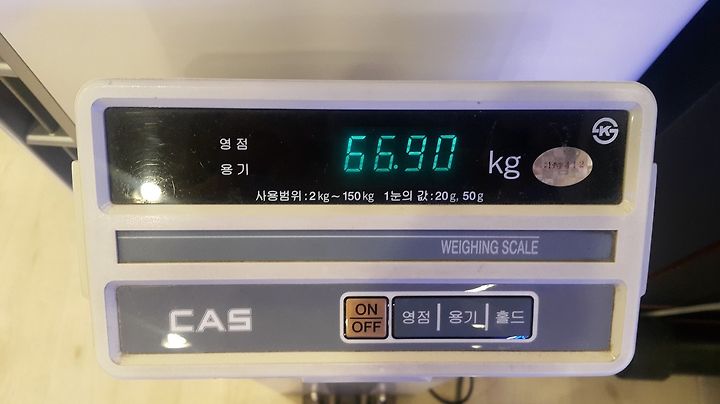 영점
66.90 kg
용기
사용범위 : 2kg~150kg 1눈의 값 : 20g, 50g
WEIGHING SCALE
CAS
ON
OFF
영점
용기
홀드